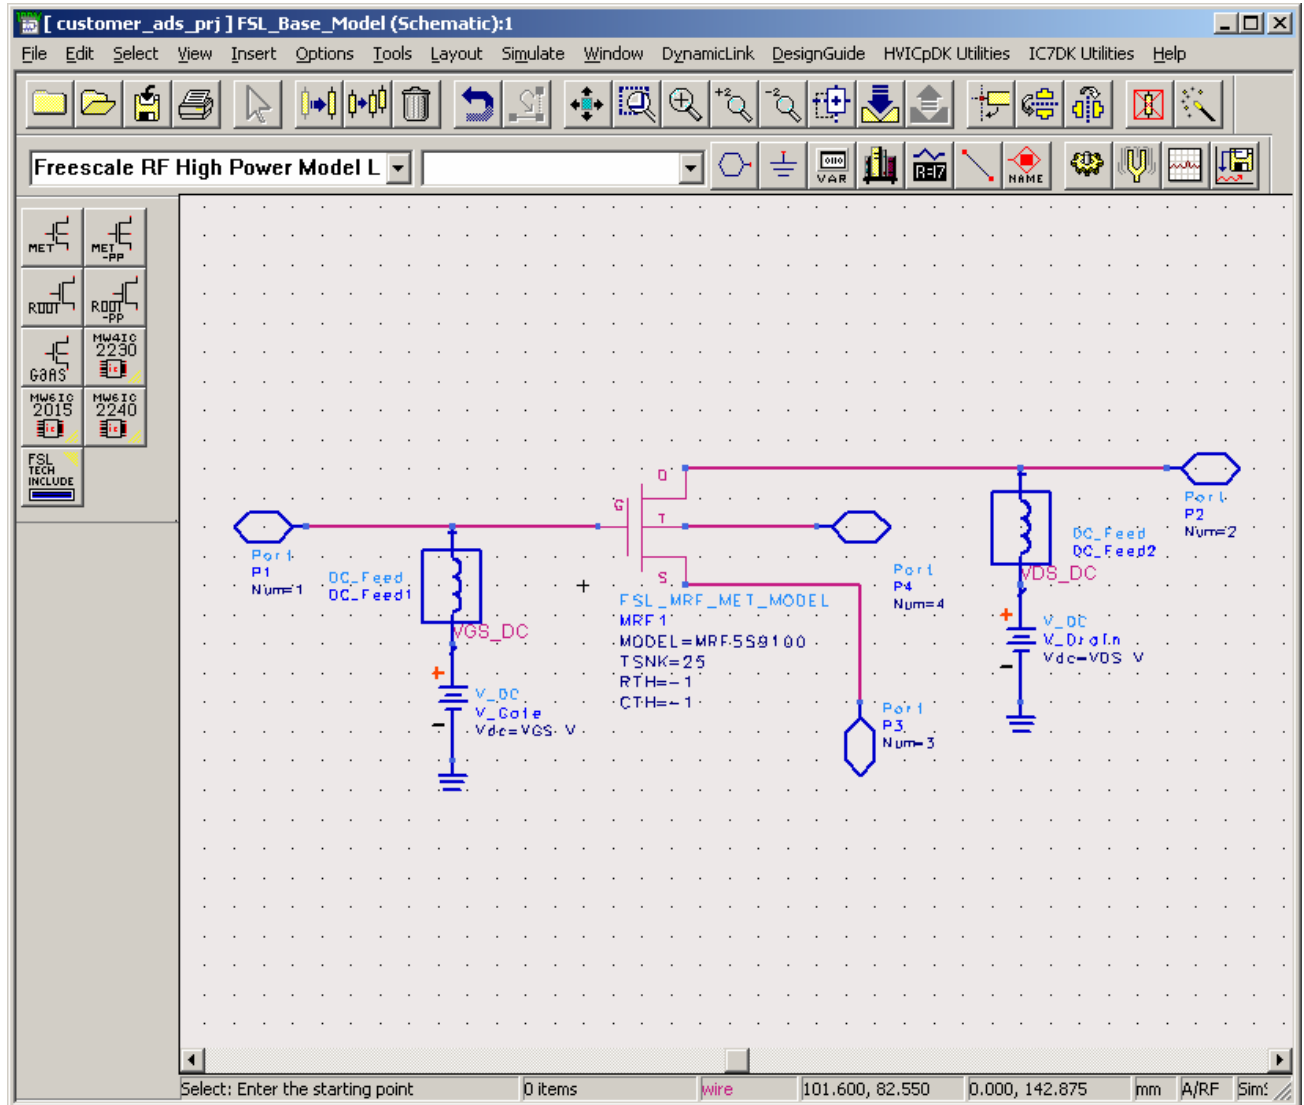 [ customer_ads_prj ] FSL_Base_Model (Schematic):1
File Edit Select View Insert Options Tools Layout Simulate Window DynamicLink DesignGuide HVICpDK Utilities IC7DK Utilities Help
+2 -2
Freescale RF High Power Model L
VAR
NAME
MET
MET
-PP
ROOT
ROOT
-PP
GaAS
MW4IC
2230
MW6IC
2015
MW6IC
2240
FSL
TECH
INCLUDE
D
G
T
S
Port
P1
Num=1
DC_Feed
DC_Feed1
VGS_DC
+
-
V_DC
V_Gate
Vdc=VGS V
FSL_MRF_MET_MODEL
MRF1
MODEL=MRF5S9100
TSNK=25
RTH=-1
CTH=-1
Port
P4
Num=4
Port
P3
Num=3
Port
P2
Num=2
DC_Feed
DC_Feed2
VDS_DC
+
-
V_DC
V_Drain
Vdc=VDS V
Select: Enter the starting point 0 items wire 101.600, 82.550 0.000, 142.875 mm A/RF